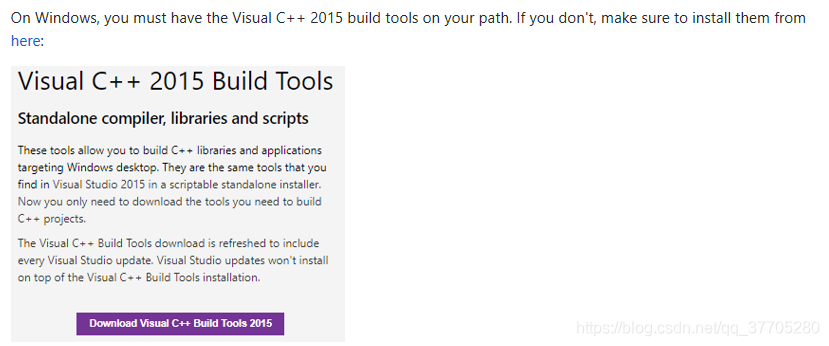 On Windows, you must have the Visual C++ 2015 build tools on your path. If you don't, make sure to install them from
here:
Visual C++ 2015 Build Tools
Standalone compiler, libraries and scripts
These tools allow you to build C++ libraries and applications
targeting Windows desktop. They are the same tools that you
find in Visual Studio 2015 in a scriptable standalone installer.
Now you only need to download the tools you need to build
C++ projects.
The Visual C++ Build Tools download is refreshed to include
every Visual Studio update. Visual Studio updates won't install
on top of the Visual C++ Build Tools installation.
Download Visual C++ Build Tools 2015
https://blog.csdn.net/qq_37705280